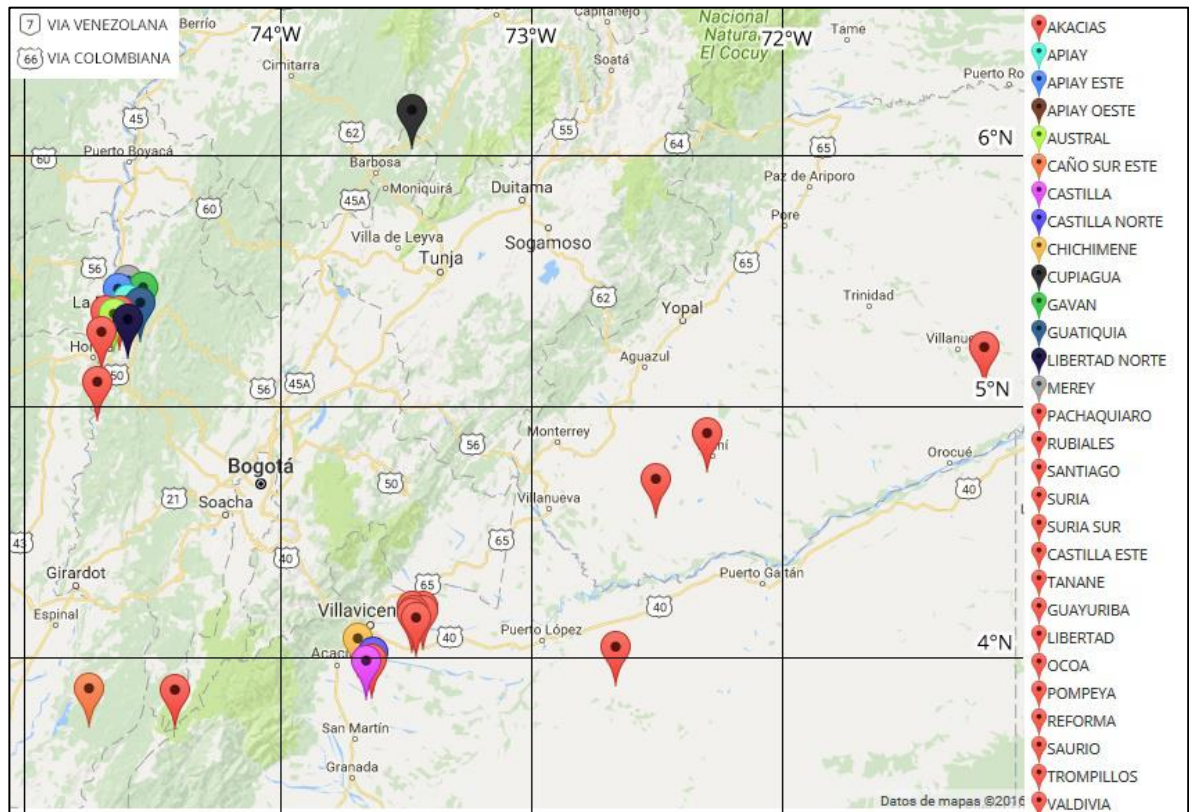 7 VIA VENEZOLANA
66 VIA COLOMBIANA
Berrío
74°W
73°W
72°W
Capitanejo
Nacional
Natura
El Cocuy
Tame
Cimitarra
Soatá
Puerto Ro
45
62
55
64
65
6°N
60
Puerto Boyacá
Barbosa
Moniquirá
Duitama
Paz de Ariporo
45A
60
Pore
Villa de Leyva
Sogamoso
Tunja
56
65
62
Trinidad
La
Yopal
Villanu
Hon
Aguazul
50
56
45A
5°N
Monterrey
56
Orocué
Bogotá
50
40
21
Soacha
Villanueva
43
65
40
Girardot
Puerto Gaitán
65
40
Espinal
Villavicen
40
Puerto López
4°N
Acací
San Martín
Granada
Datos de mapas ©2016
AKACIAS
APIAY
APIAY ESTE
APIAY OESTE
AUSTRAL
CAÑO SUR ESTE
CASTILLA
CASTILLA NORTE
CHICHIMENE
CUPIAGUA
GAVAN
GUATIQUIA
LIBERTAD NORTE
MEREY
PACHAQUIARO
RUBIALES
SANTIAGO
SURIA
SURIA SUR
CASTILLA ESTE
TANANE
GUAYURIBA
LIBERTAD
OCOA
POMPEYA
REFORMA
SAURIO
TROMPILLOS
VALDIVIA